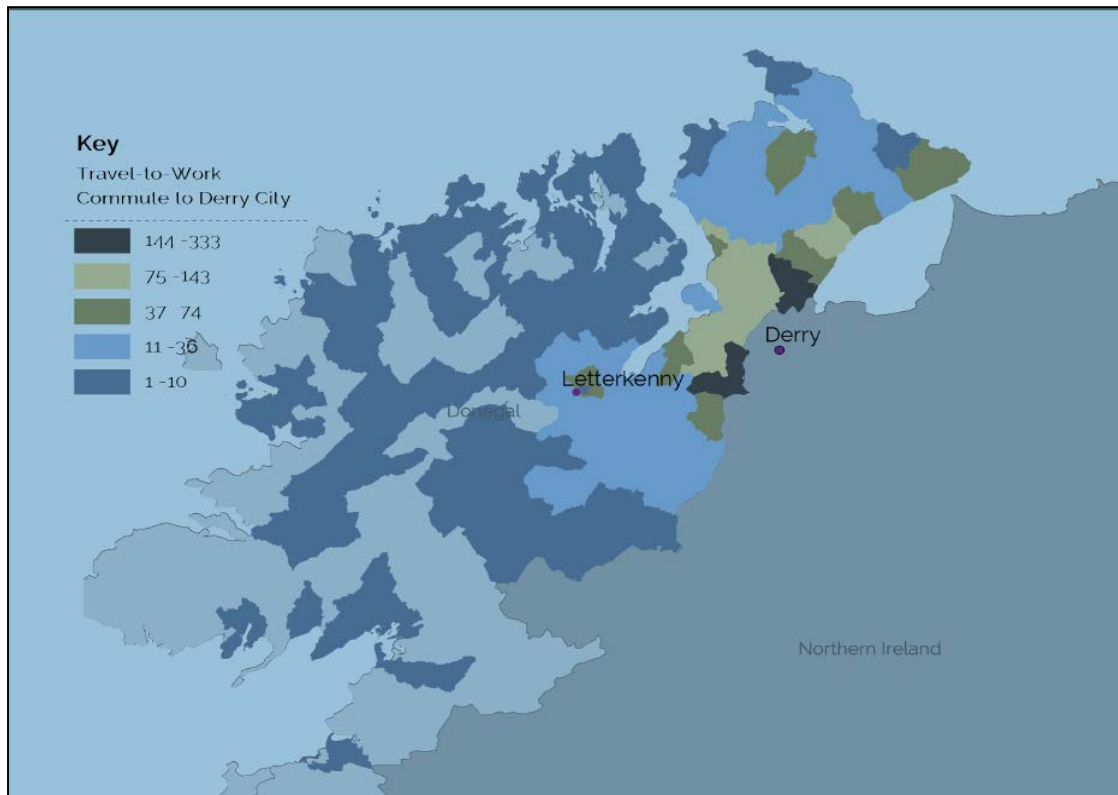 Key
Travel-to-Work
Commute to Derry City
144 -333
75 -143
37 74
11 -36
1 -10
Derry
Letterkenny
Donegal
Northern Ireland